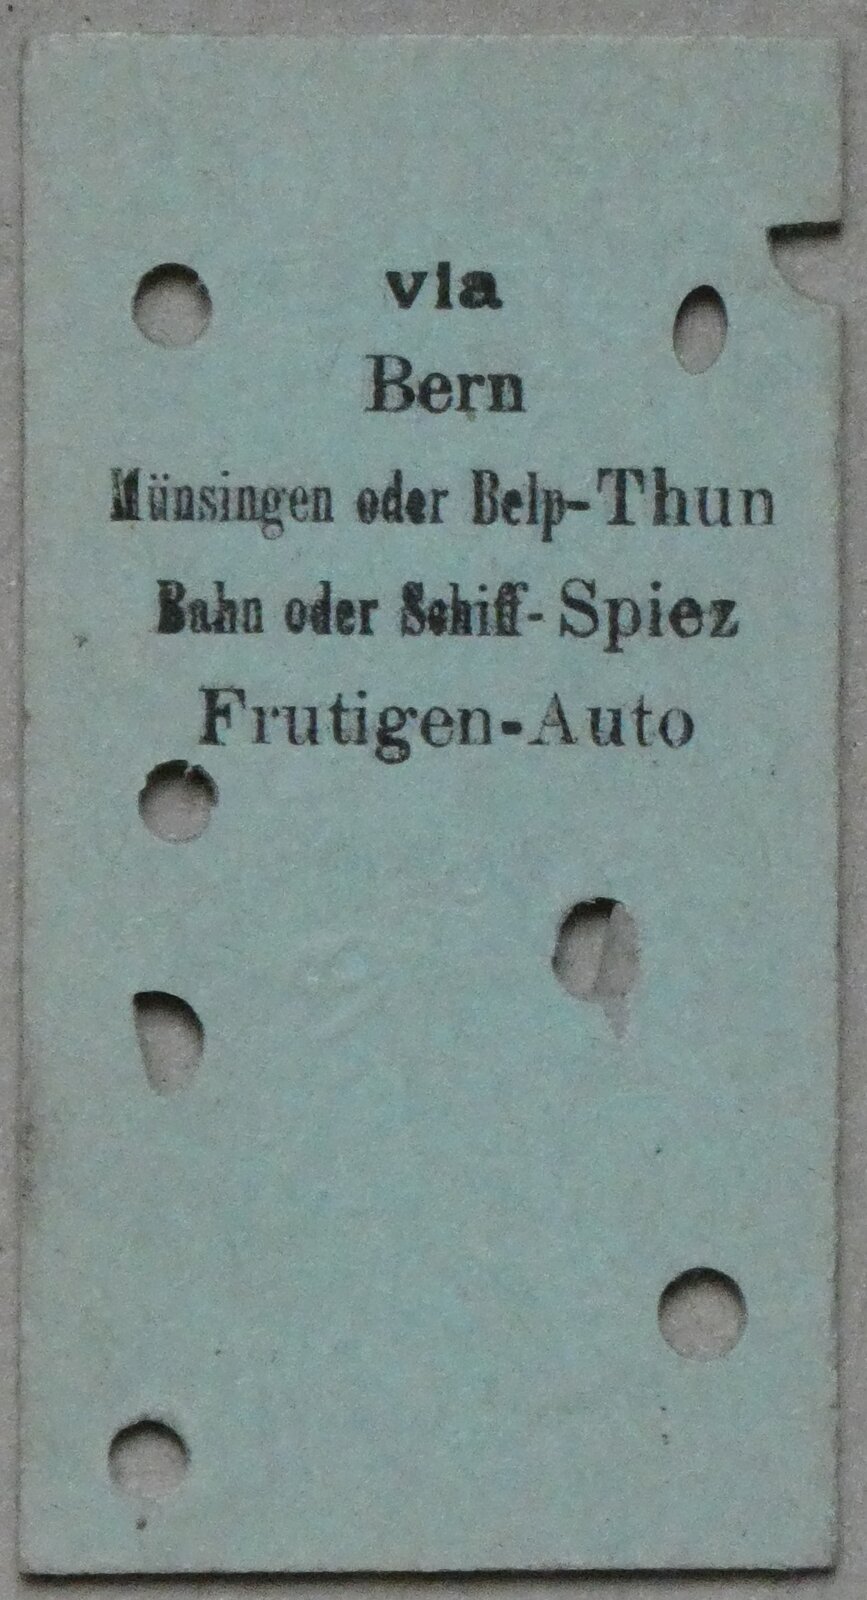 via
Bern
Münsingen oder Belp-Thun
Bahn oder Schiff-Spiez
Frutigen-Auto